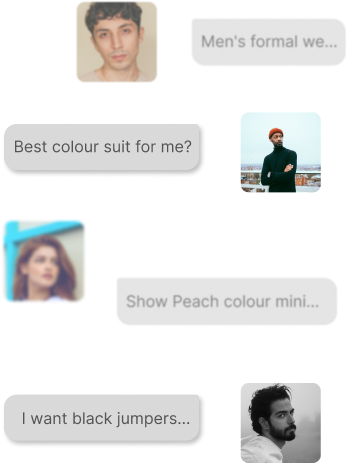 Men's formal we...
Best colour suit for me?
Show Peach colour mini...
I want black jumpers...